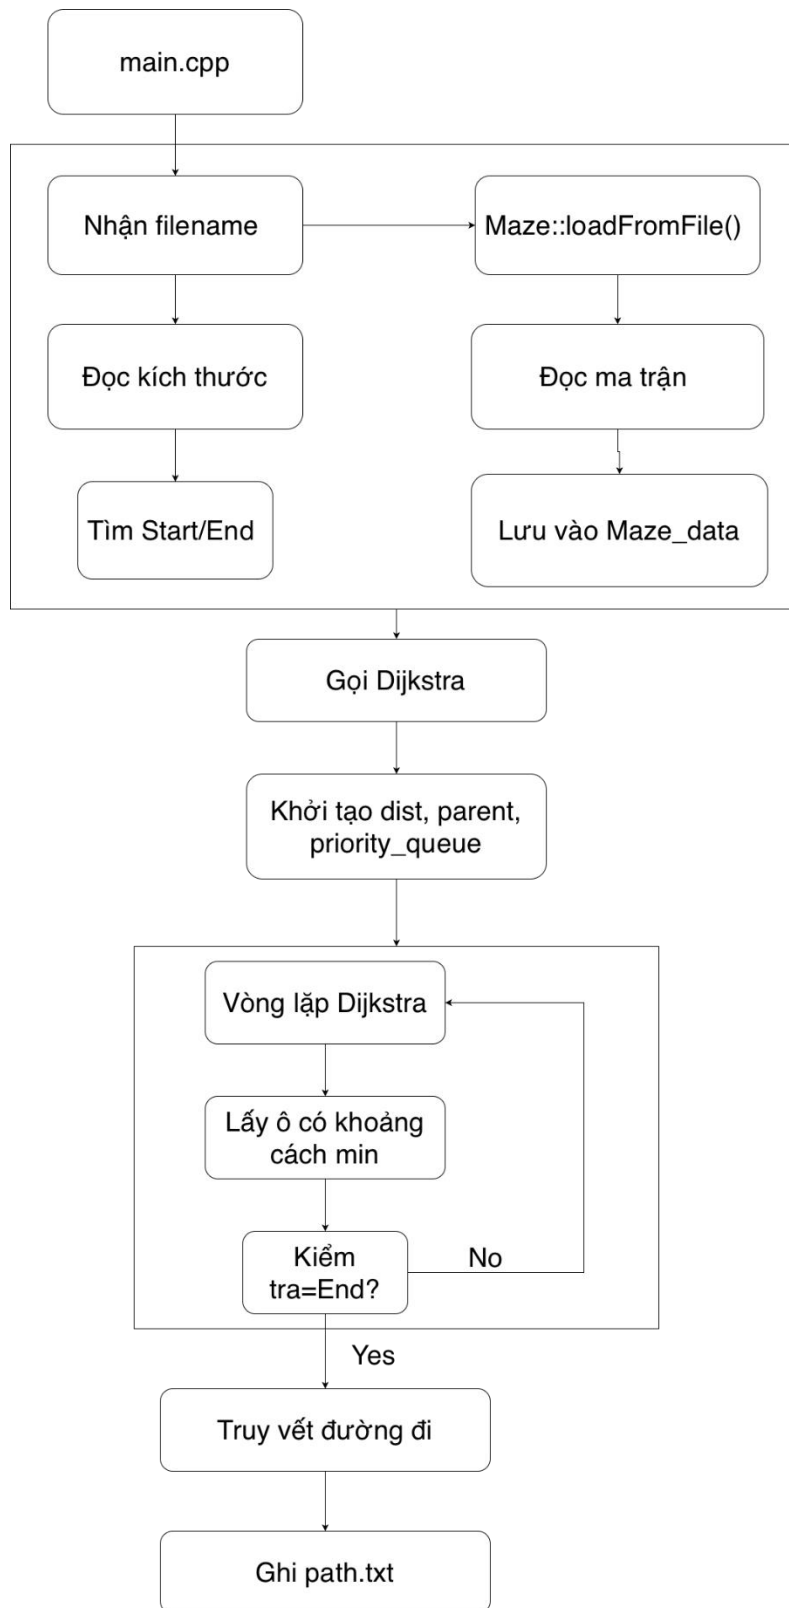 main.cpp
Nhận filename
Maze::loadFromFile()
Đọc kích thước
Đọc ma trận
Tìm Start/End
Lưu vào Maze_data
Gọi Dijkstra
Khởi tạo dist, parent,
priority_queue
Vòng lặp Dijkstra
Lấy ô có khoảng
cách min
Kiểm
tra=End?
No
Yes
Truy vết đường đi
Ghi path.txt